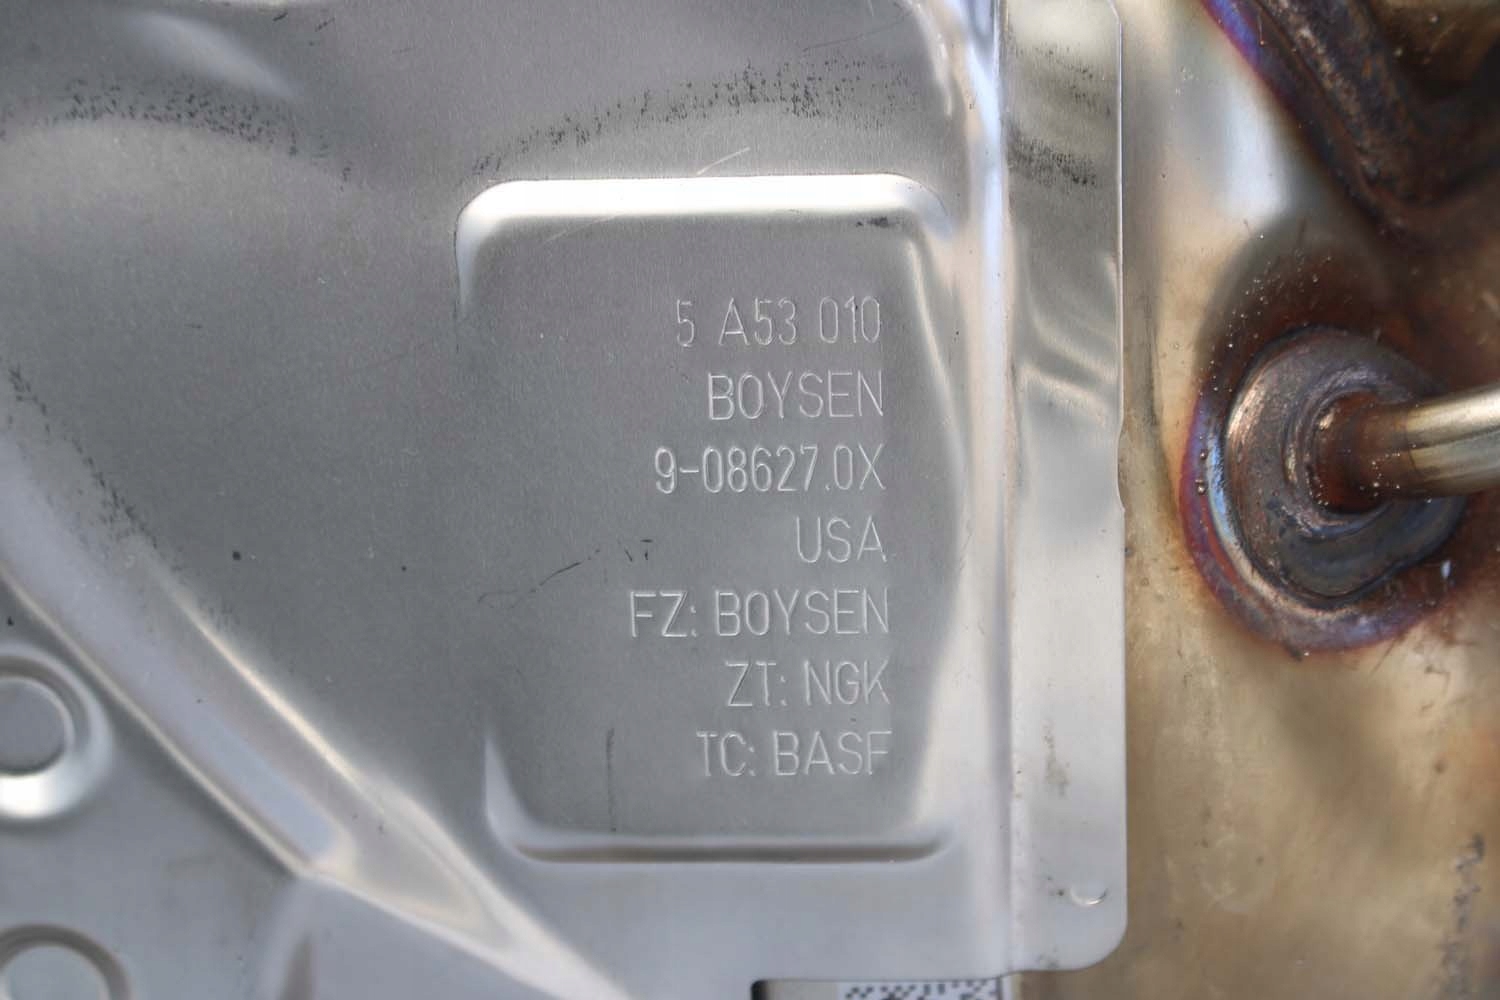 5 A53 010
BOYSEN
9-08627.0X
USA
FZ: BOYSEN
ZT: NGK
TC: BASF